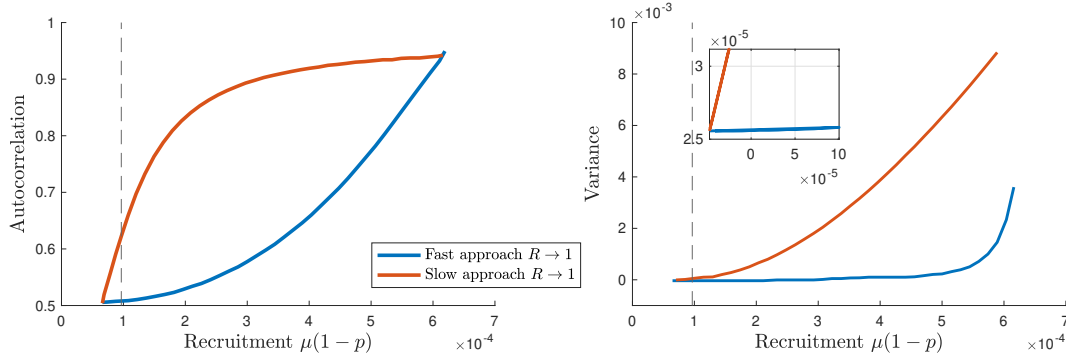 Autocorrelation
1
0.9
0.8
0.7
0.6
0.5
0 1 2 3 4 5 6 7
Recruitment μ(1 − p)
×10⁻⁴
Fast approach R → 1
Slow approach R → 1
Variance
×10⁻³
10
8
6
4
2
0
0 1 2 3 4 5 6 7
Recruitment μ(1 − p)
×10⁻⁴
×10⁻⁵
3
2.5
0 5 10
×10⁻⁵